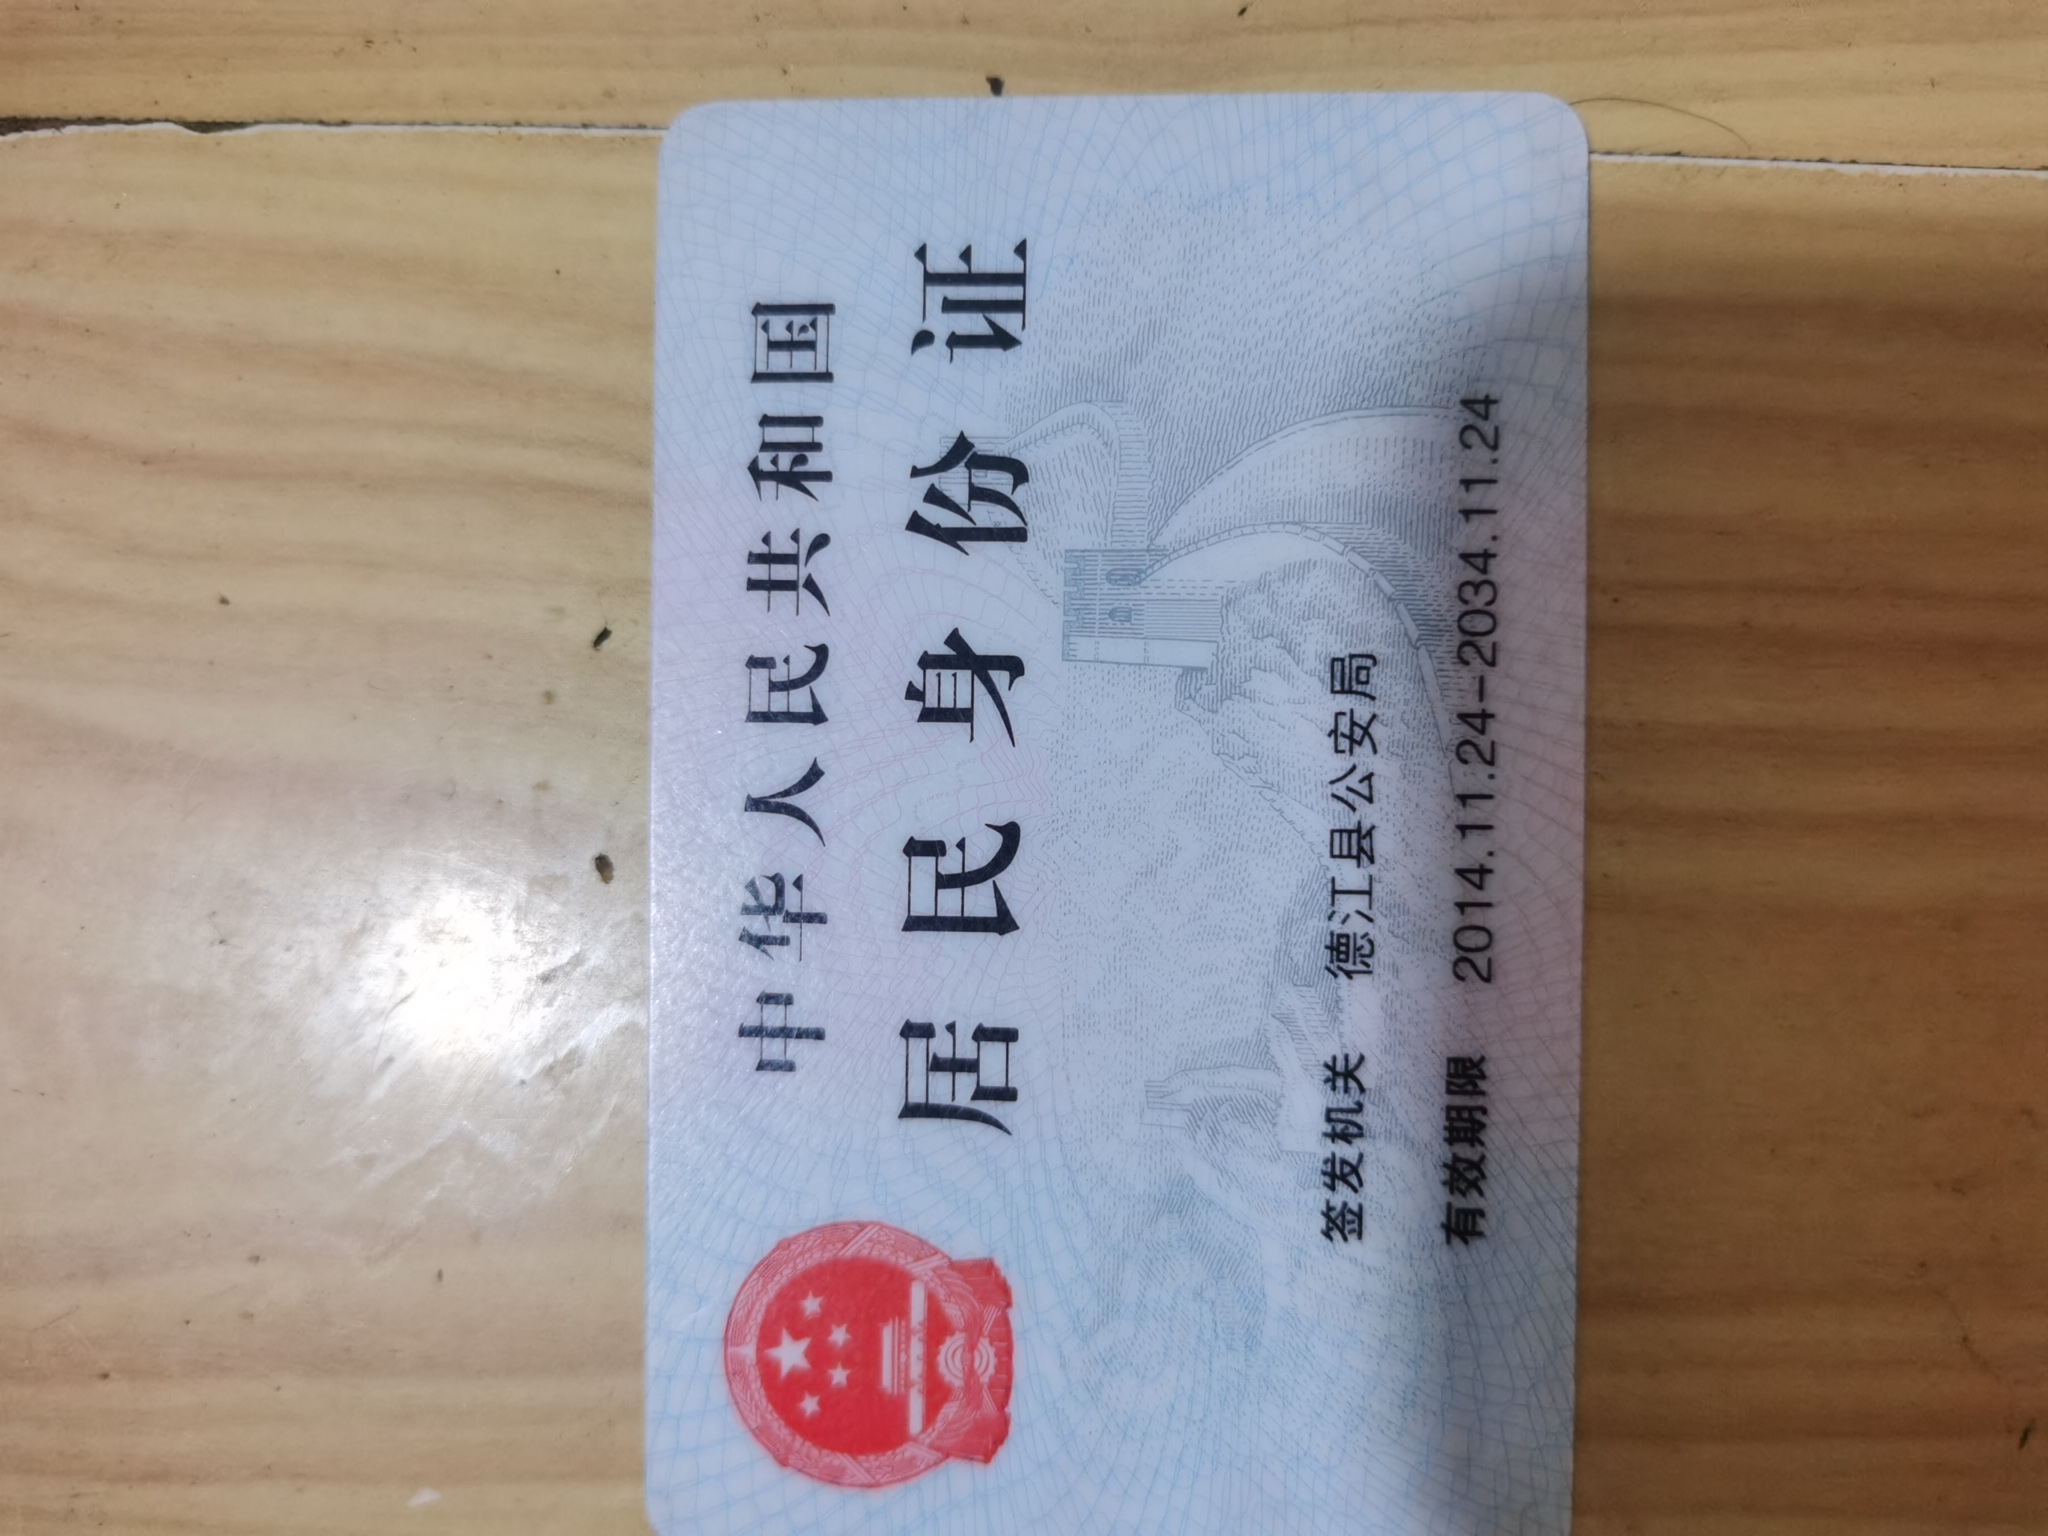 中华人民共和国
居民身份证
签发机关 德江县公安局
有效期限 2014.11.24-2034.11.24